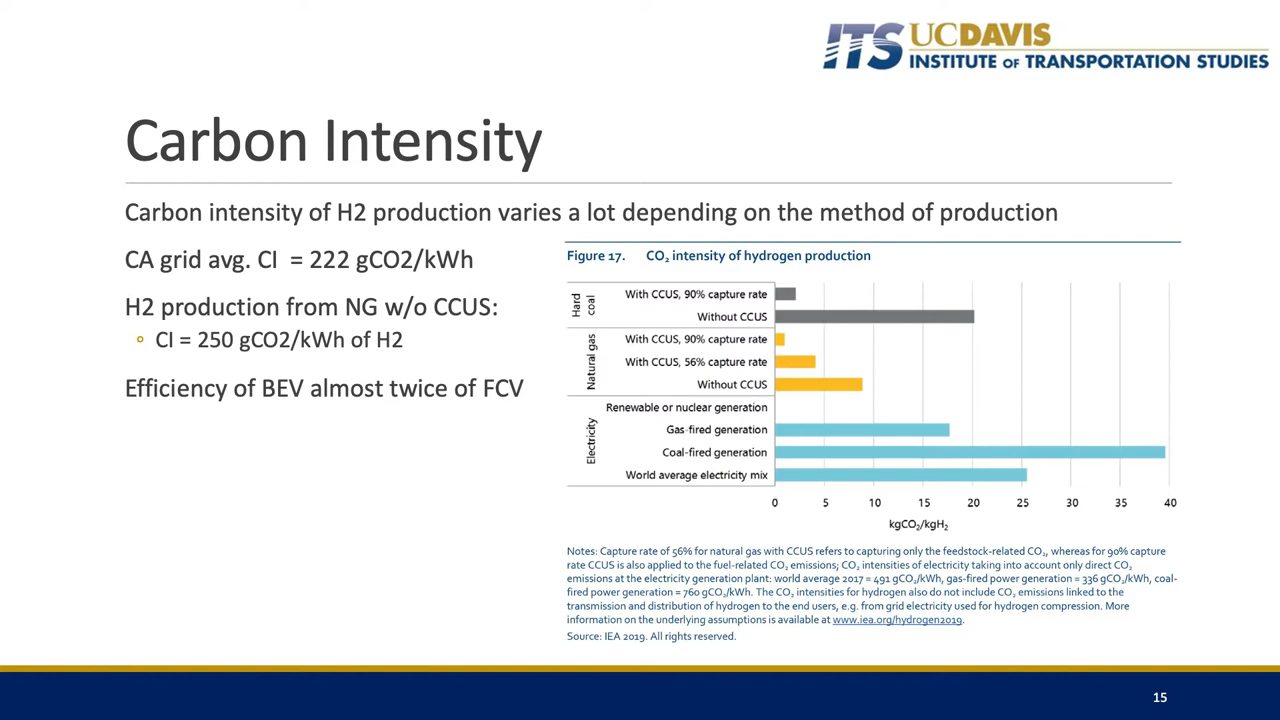 ITS UCDAVIS
INSTITUTE OF TRANSPORTATION STUDIES
Carbon Intensity
Carbon intensity of H2 production varies a lot depending on the method of production
CA grid avg. CI = 222 gCO2/kWh
H2 production from NG w/o CCUS:
CI = 250 gCO2/kWh of H2
Efficiency of BEV almost twice of FCV
Figure 17. CO₂ intensity of hydrogen production
Hard coal
With CCUS, 90% capture rate
Without CCUS
Natural gas
With CCUS, 90% capture rate
With CCUS, 56% capture rate
Without CCUS
Electricity
Renewable or nuclear generation
Gas-fired generation
Coal-fired generation
World average electricity mix
0 5 10 15 20 25 30 35 40
kgCO₂/kgH₂
Notes: Capture rate of 56% for natural gas with CCUS refers to capturing only the feedstock-related CO₂, whereas for 90% capture
rate CCUS is also applied to the fuel-related CO₂ emissions; CO₂ intensities of electricity taking into account only direct CO₂
emissions at the electricity generation plant: world average 2017 = 491 gCO₂/kWh, gas-fired power generation = 336 gCO₂/kWh, coal-
fired power generation = 760 gCO₂/kWh. The CO₂ intensities for hydrogen also do not include CO₂ emissions linked to the
transmission and distribution of hydrogen to the end users, e.g. from grid electricity used for hydrogen compression. More
information on the underlying assumptions is available at www.iea.org/hydrogen2019.
Source: IEA 2019. All rights reserved.
15